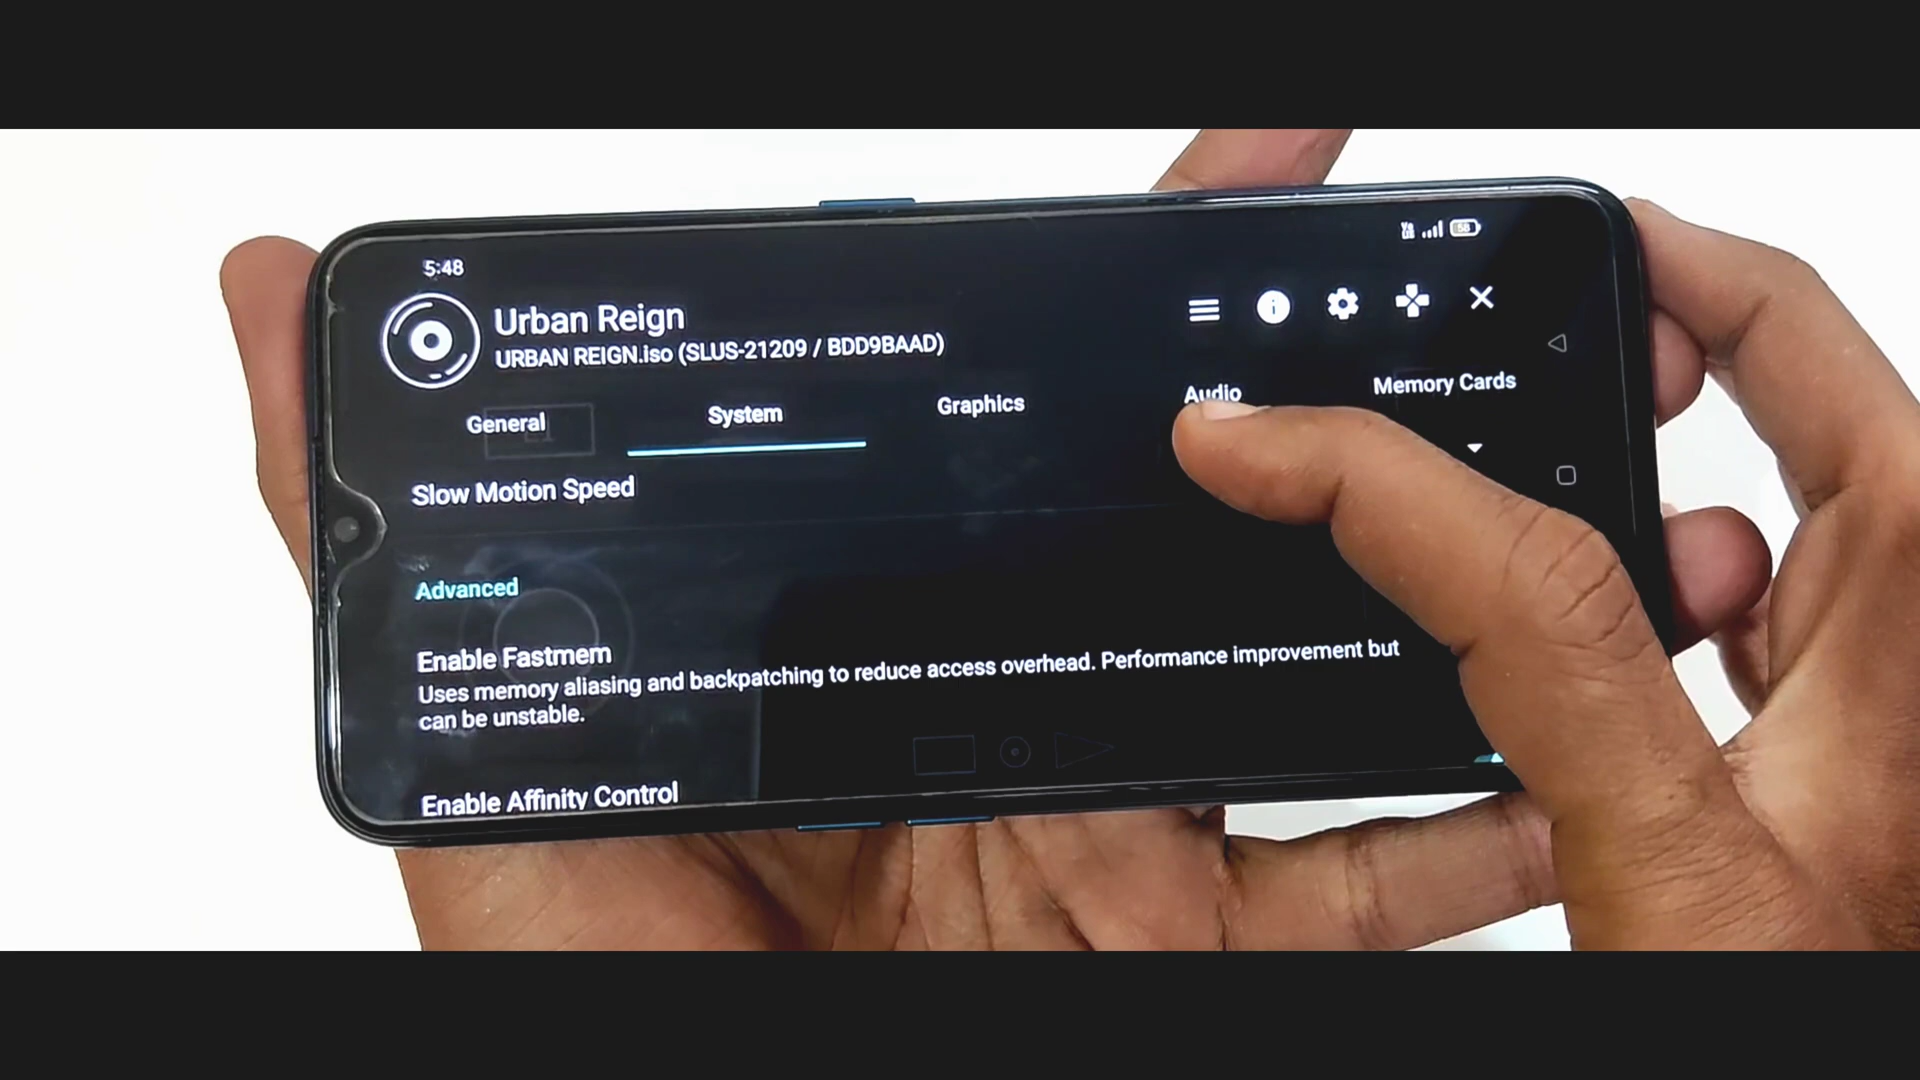 5:48
58
Urban Reign
URBAN REIGN.iso (SLUS-21209 / BDD9BAAD)
General
System
Graphics
Audio
Memory Cards
Slow Motion Speed
Advanced
Enable Fastmem
Uses memory aliasing and backpatching to reduce access overhead. Performance improvement but
can be unstable.
Enable Affinity Control